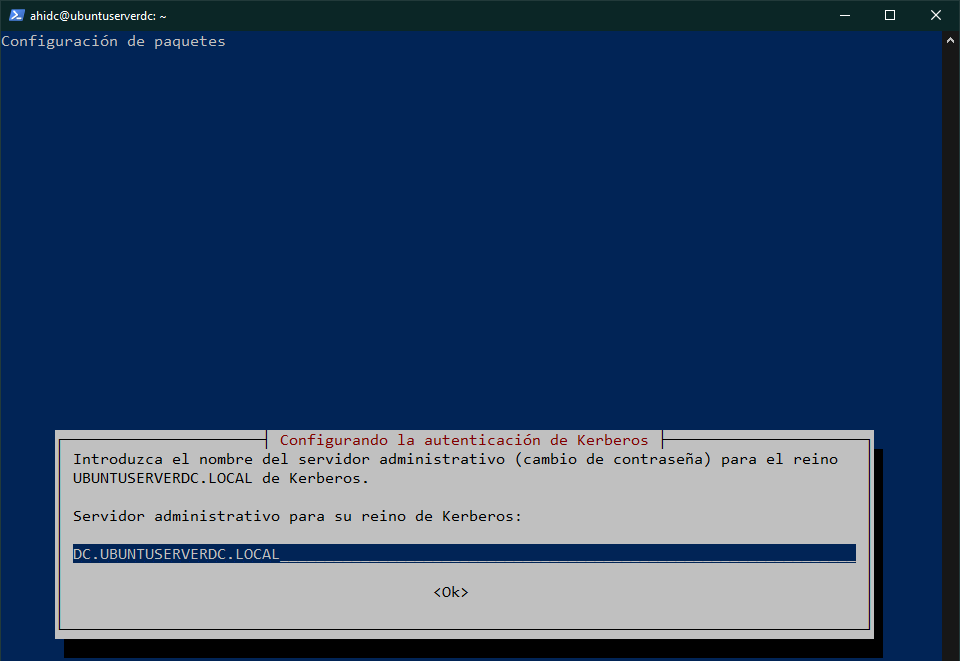 ahidc@ubuntuserverdc: ~
Configuración de paquetes
Configurando la autenticación de Kerberos
Introduzca el nombre del servidor administrativo (cambio de contraseña) para el reino
UBUNTUSERVERDC.LOCAL de Kerberos.
Servidor administrativo para su reino de Kerberos:
DC.UBUNTUSERVERDC.LOCAL
<Ok>